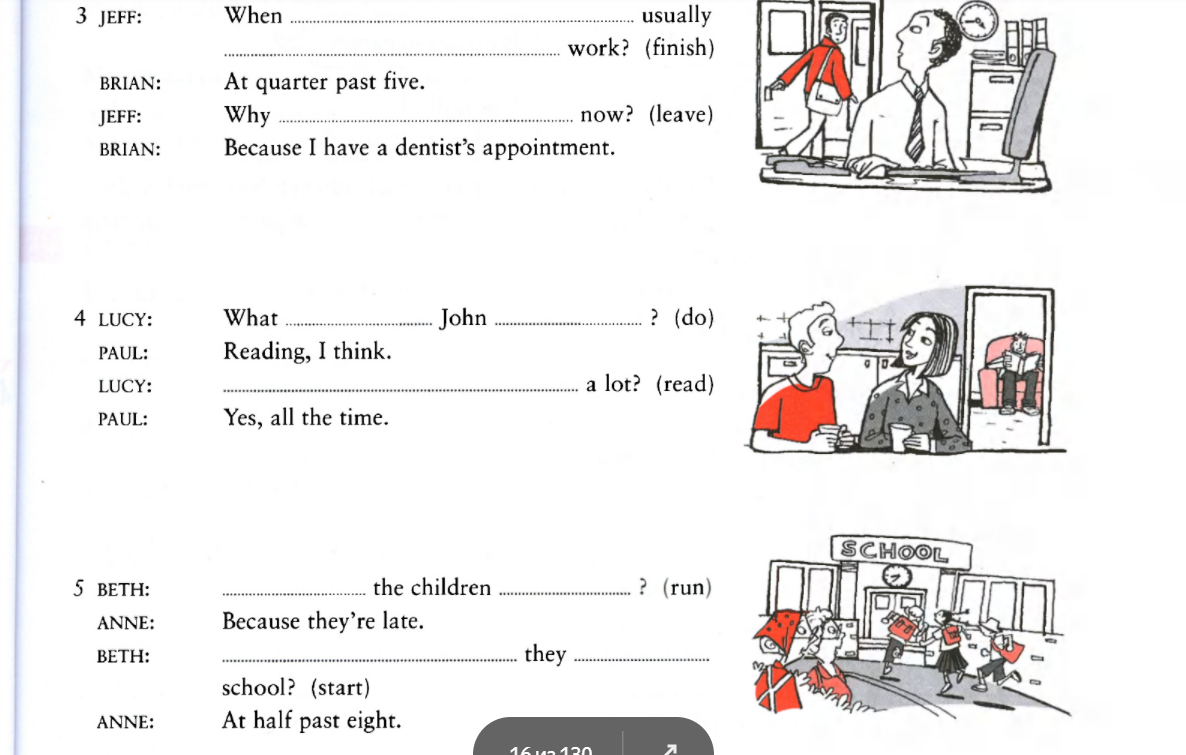 3 JEFF: When .................... usually
.................... work? (finish)
BRIAN: At quarter past five.
JEFF: Why .................... now? (leave)
BRIAN: Because I have a dentist's appointment.
4 LUCY: What .................... John .................... ? (do)
PAUL: Reading, I think.
LUCY: .................... a lot? (read)
PAUL: Yes, all the time.
SCHOOL
5 BETH: .................... the children .................... ? (run)
ANNE: Because they're late.
BETH: .................... they ....................
school? (start)
ANNE: At half past eight.
16 из 130